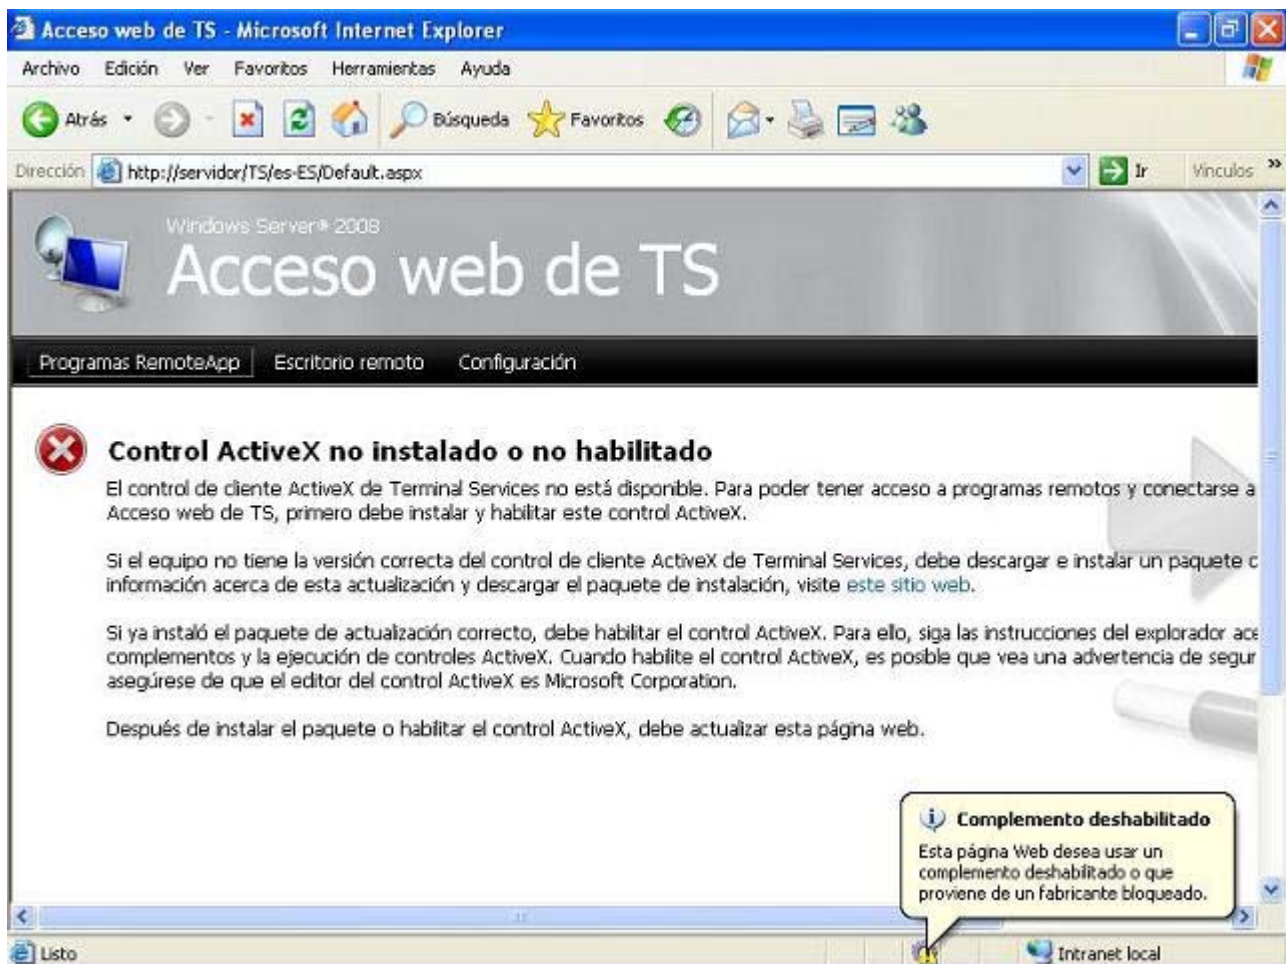 Acceso web de TS - Microsoft Internet Explorer
Archivo Edición Ver Favoritos Herramientas Ayuda
Atrás Búsqueda Favoritos
Dirección http://servidor/TS/es-ES/Default.aspx Ir Vínculos »
Windows Server® 2008
Acceso web de TS
Programas RemoteApp Escritorio remoto Configuración
Control ActiveX no instalado o no habilitado
El control de cliente ActiveX de Terminal Services no está disponible. Para poder tener acceso a programas remotos y conectarse a
Acceso web de TS, primero debe instalar y habilitar este control ActiveX.
Si el equipo no tiene la versión correcta del control de cliente ActiveX de Terminal Services, debe descargar e instalar un paquete c
información acerca de esta actualización y descargar el paquete de instalación, visite este sitio web.
Si ya instaló el paquete de actualización correcto, debe habilitar el control ActiveX. Para ello, siga las instrucciones del explorador ace
complementos y la ejecución de controles ActiveX. Cuando habilite el control ActiveX, es posible que vea una advertencia de segur
asegúrese de que el editor del control ActiveX es Microsoft Corporation.
Después de instalar el paquete o habilitar el control ActiveX, debe actualizar esta página web.
Complemento deshabilitado
Esta página Web desea usar un
complemento deshabilitado o que
proviene de un fabricante bloqueado.
Listo Intranet local